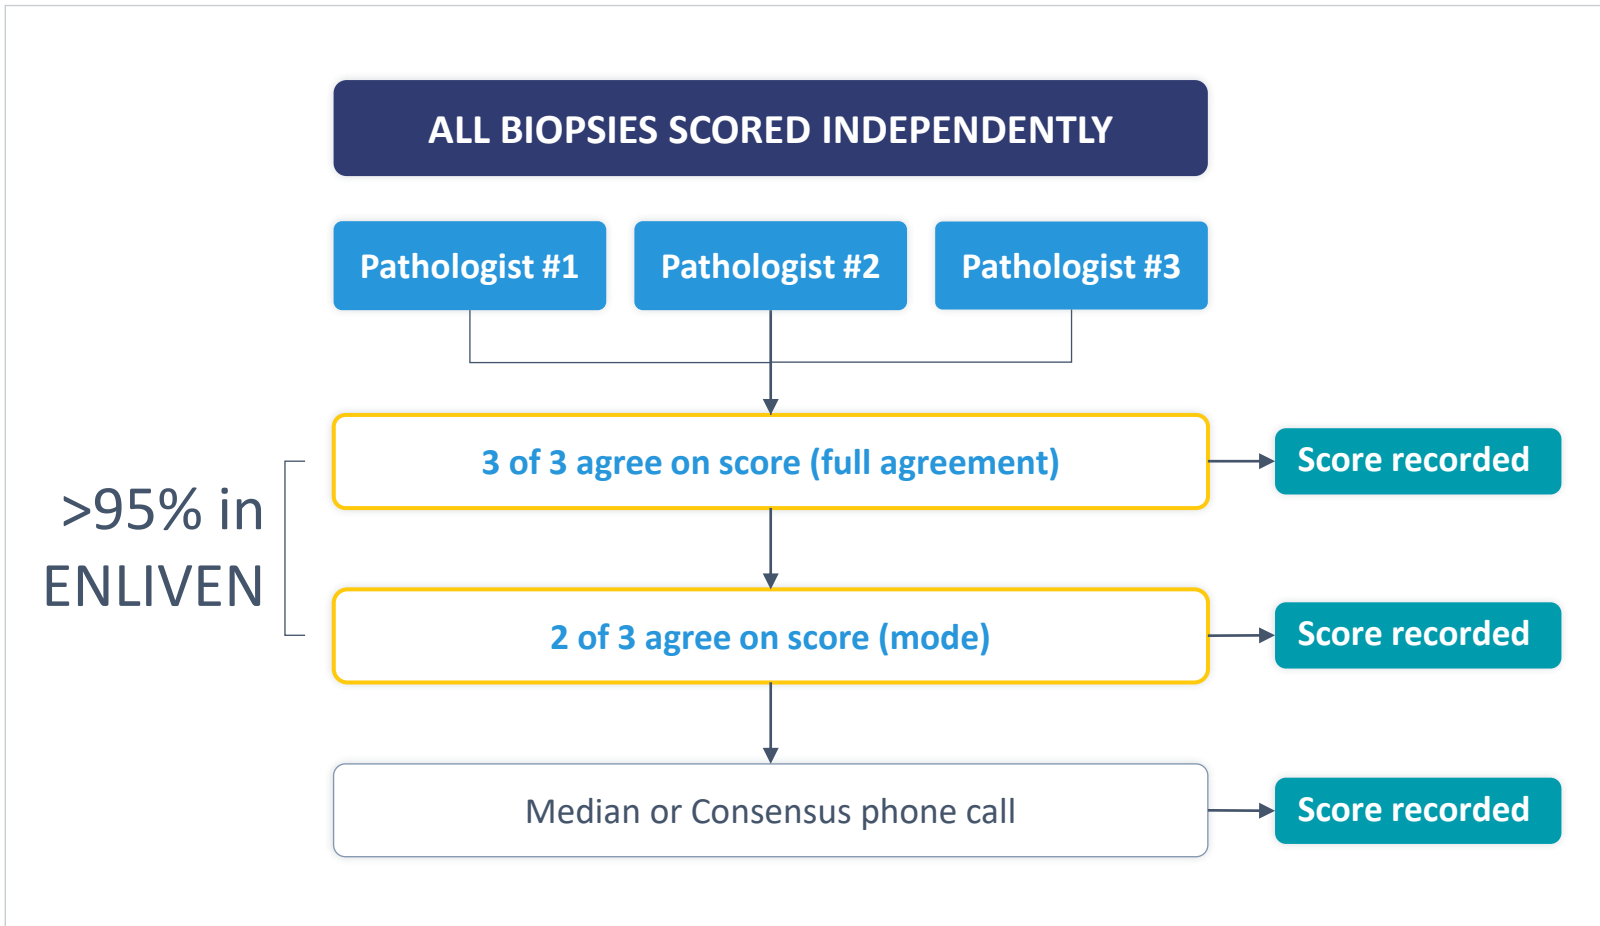 ALL BIOPSIES SCORED INDEPENDENTLY
Pathologist #1
Pathologist #2
Pathologist #3
3 of 3 agree on score (full agreement)
Score recorded
>95% in
ENLIVEN
2 of 3 agree on score (mode)
Score recorded
Median or Consensus phone call
Score recorded